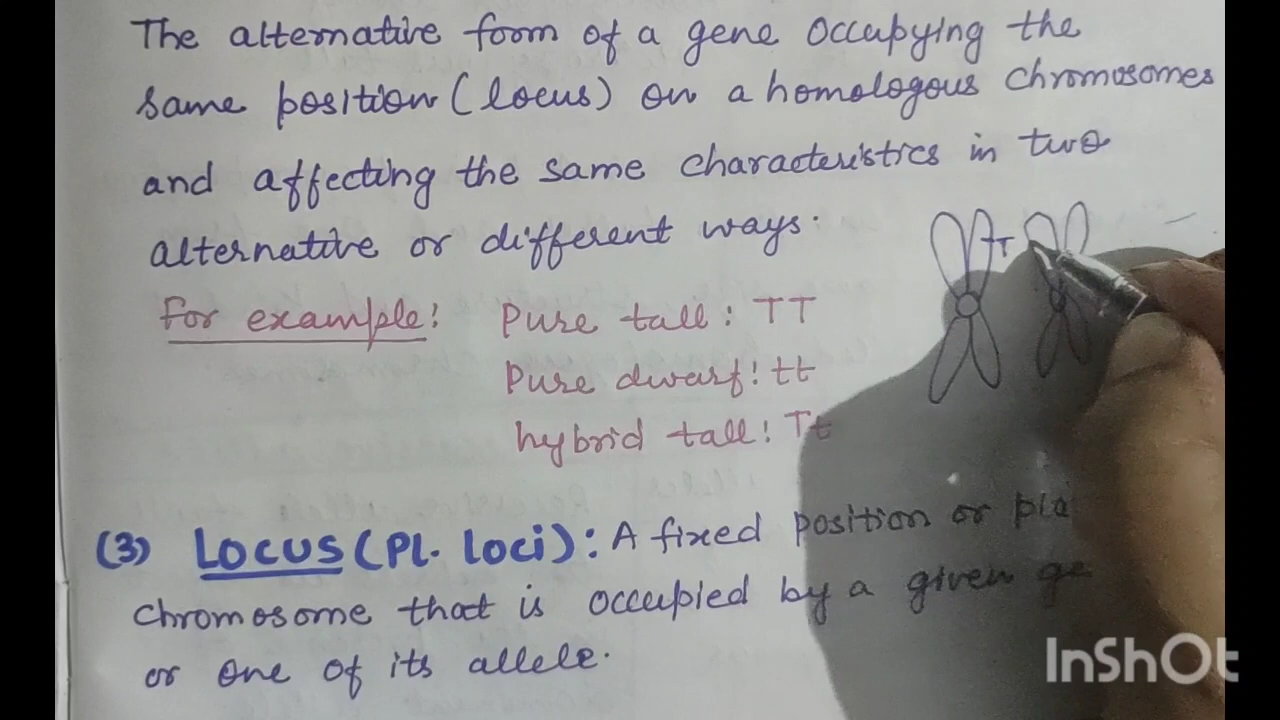 The alternative form of a gene occupying the
same position (locus) on a homologous chromosomes
and affecting the same characteristics in two
alternative or different ways.
For example: Pure tall: TT
Pure dwarf: tt
hybrid tall: Tt
T
(3) Locus (Pl. loci): A fixed position or
chromosome that is occupied by a given
or one of its allele.
InShOt